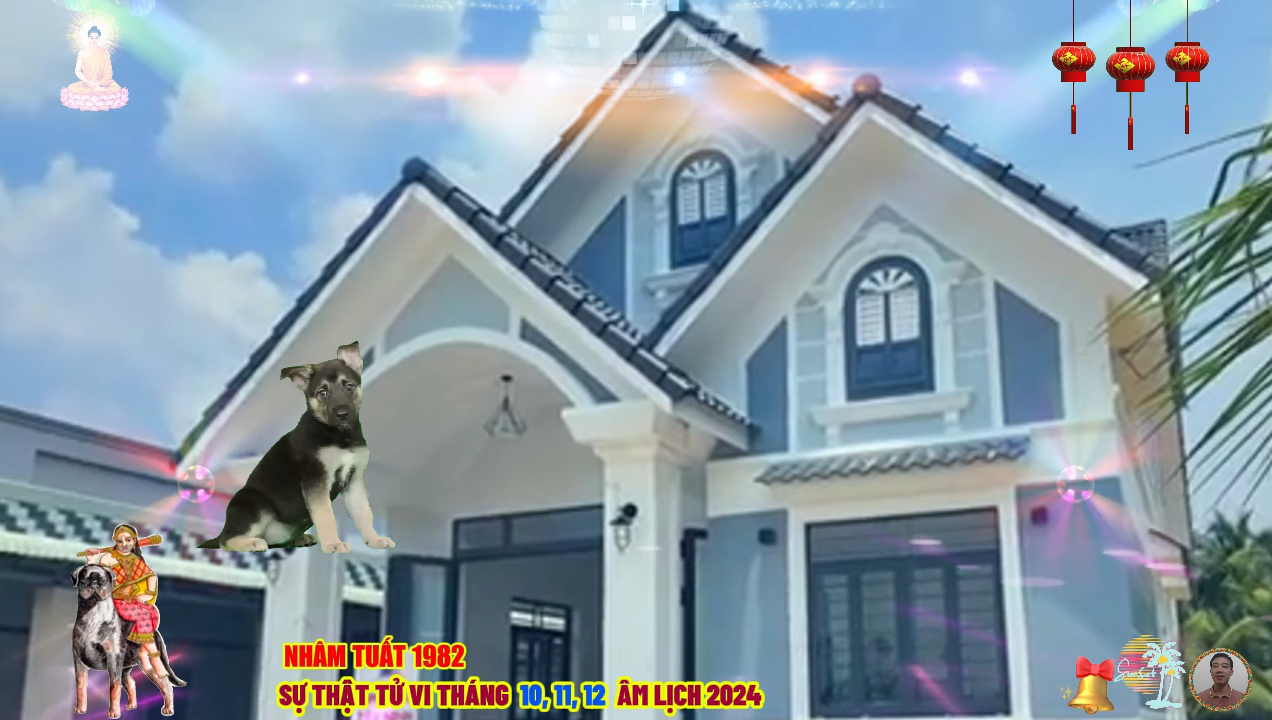 NHÂM TUẤT 1982
SỰ THẬT TỬ VI THÁNG 10, 11, 12 ÂM LỊCH 2024